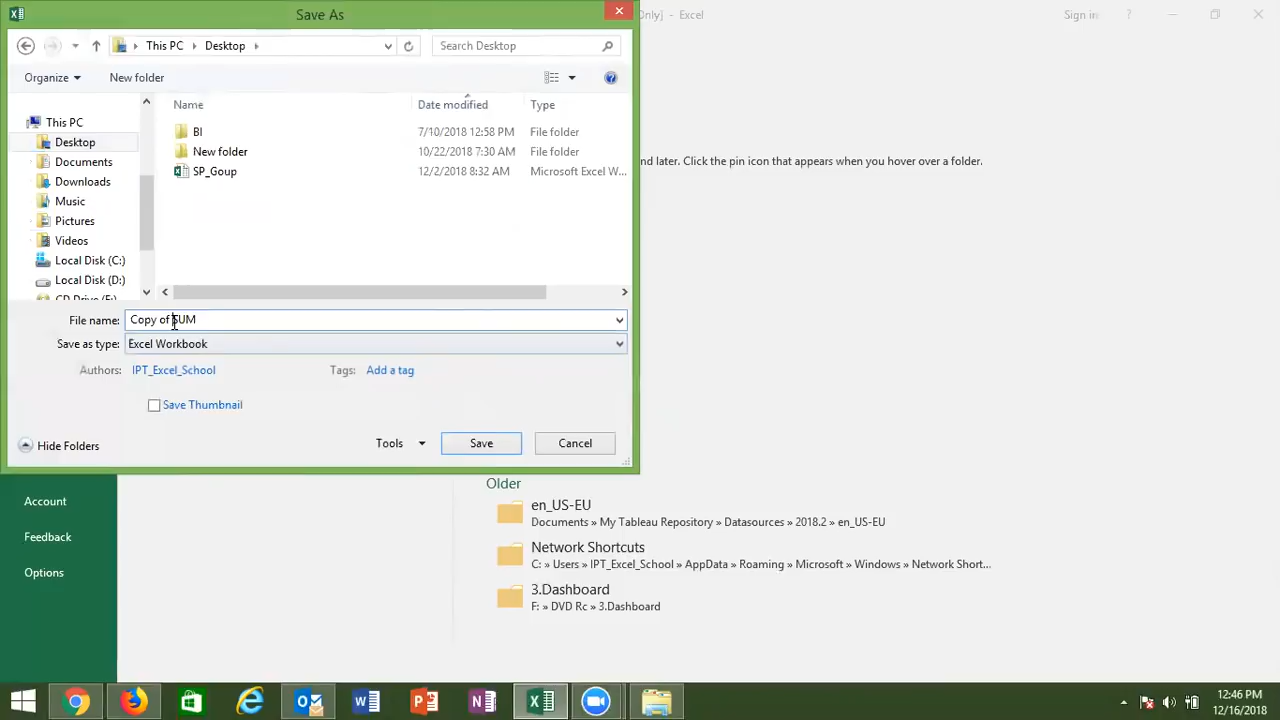 Save As
Only] - Excel
Sign in
?
This PC
Desktop
Search Desktop
Organize
New folder
Name
Date modified
Type
This PC
Desktop
Documents
Downloads
Music
Pictures
Videos
Local Disk (C:)
Local Disk (D:)
BI 7/10/2018 12:58 PM File folder
New folder 10/22/2018 7:30 AM File folder
SP_Goup 12/2/2018 8:32 AM Microsoft Excel W...
nd later. Click the pin icon that appears when you hover over a folder.
File name: Copy of SUM
Save as type: Excel Workbook
Authors: IPT_Excel_School
Tags: Add a tag
Save Thumbnail
Hide Folders
Tools
Save
Cancel
Account
Feedback
Options
Older
en_US-EU
Documents » My Tableau Repository » Datasources » 2018.2 » en_US-EU
Network Shortcuts
C: » Users » IPT_Excel_School » AppData » Roaming » Microsoft » Windows » Network Short...
3.Dashboard
F: » DVD Rc » 3.Dashboard
12:46 PM
12/16/2018